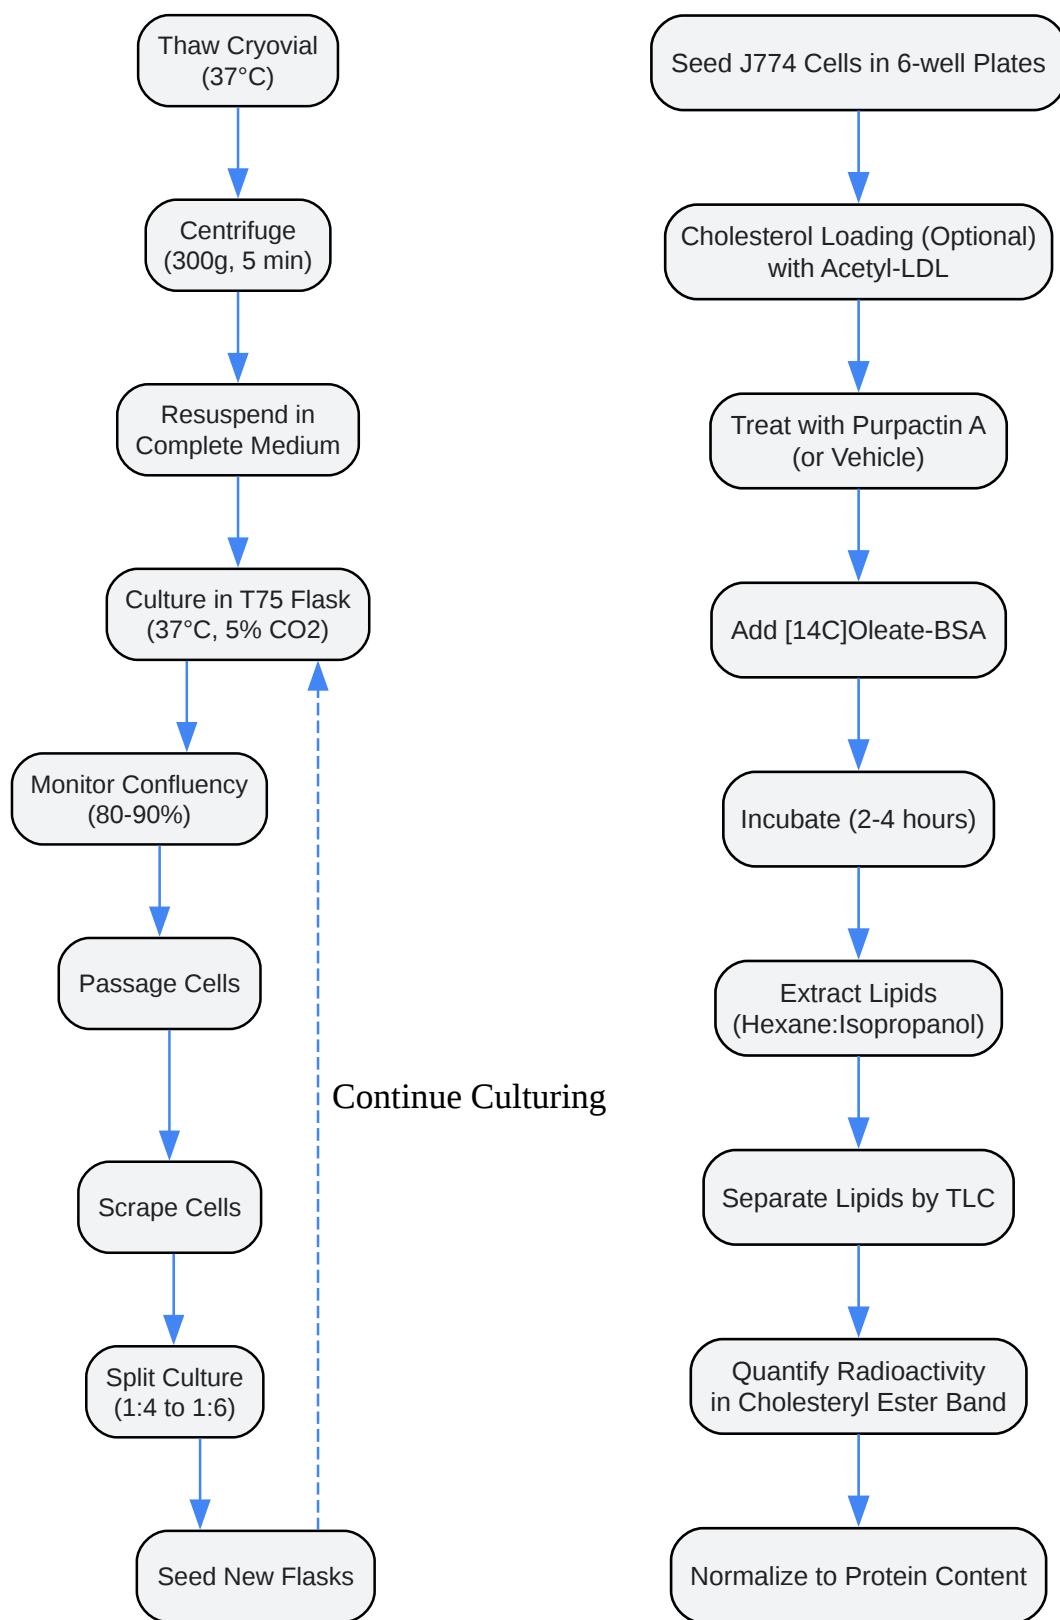 Thaw Cryovial
(37°C)
Centrifuge
(300g, 5 min)
Resuspend in
Complete Medium
Culture in T75 Flask
(37°C, 5% CO2)
Monitor Confluency
(80-90%)
Passage Cells
Continue Culturing
Scrape Cells
Split Culture
(1:4 to 1:6)
Seed New Flasks
Seed J774 Cells in 6-well Plates
Cholesterol Loading (Optional)
with Acetyl-LDL
Treat with Purpactin A
(or Vehicle)
Add [14C]Oleate-BSA
Incubate (2-4 hours)
Extract Lipids
(Hexane:Isopropanol)
Separate Lipids by TLC
Quantify Radioactivity
in Cholesteryl Ester Band
Normalize to Protein Content